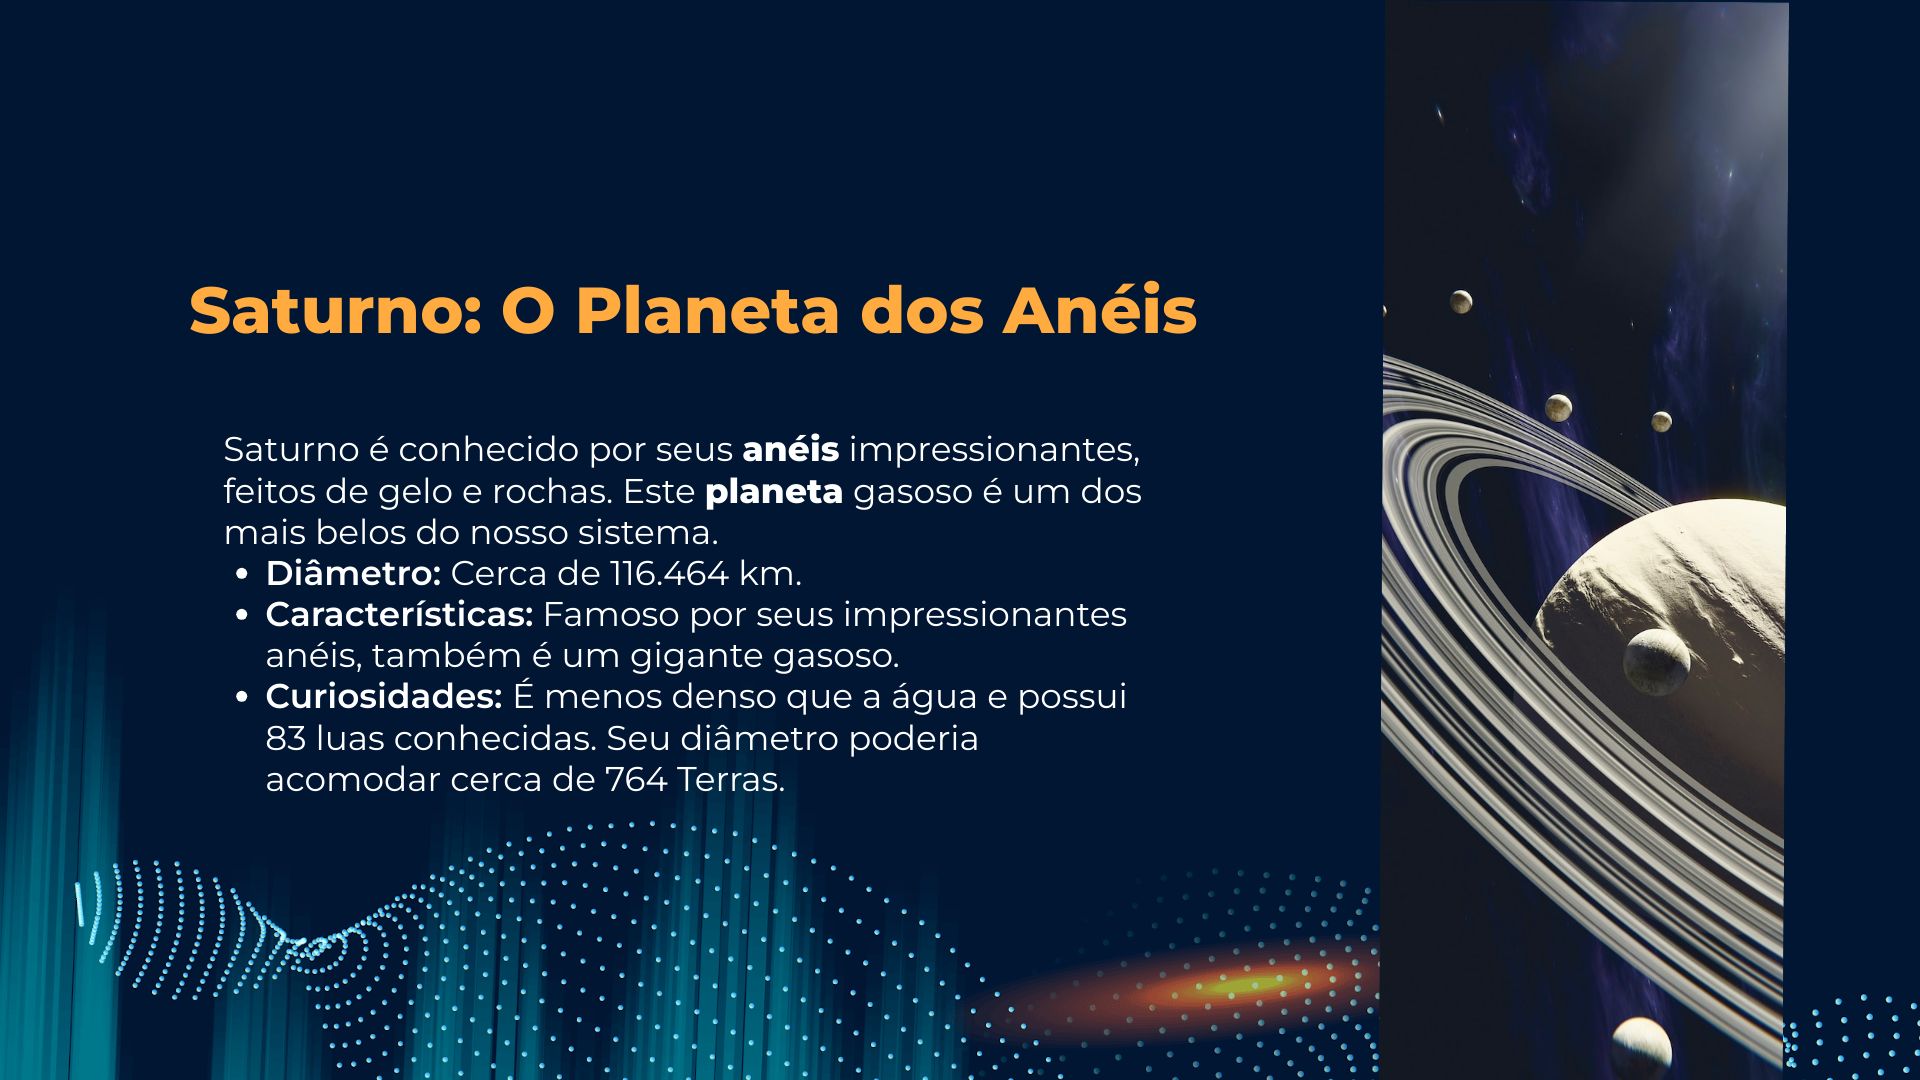 Saturno: O Planeta dos Anéis
Saturno é conhecido por seus anéis impressionantes,
feitos de gelo e rochas. Este planeta gasoso é um dos
mais belos do nosso sistema.
• Diâmetro: Cerca de 116.464 km.
• Características: Famoso por seus impressionantes
anéis, também é um gigante gasoso.
• Curiosidades: É menos denso que a água e possui
83 luas conhecidas. Seu diâmetro poderia
acomodar cerca de 764 Terras.